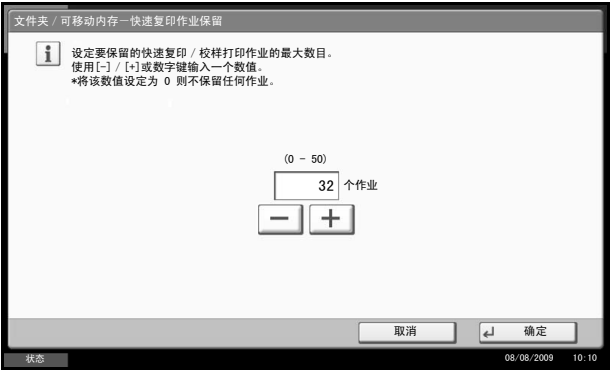 文件夹 / 可移动内存－快速复印作业保留
设定要保留的快速复印 / 校样打印作业的最大数目。
使用[-] / [+]或数字键输入一个数值。
*将该数值设定为 0 则不保留任何作业。
(0 - 50)
32 个作业
取消
确定
状态
08/08/2009 10:10